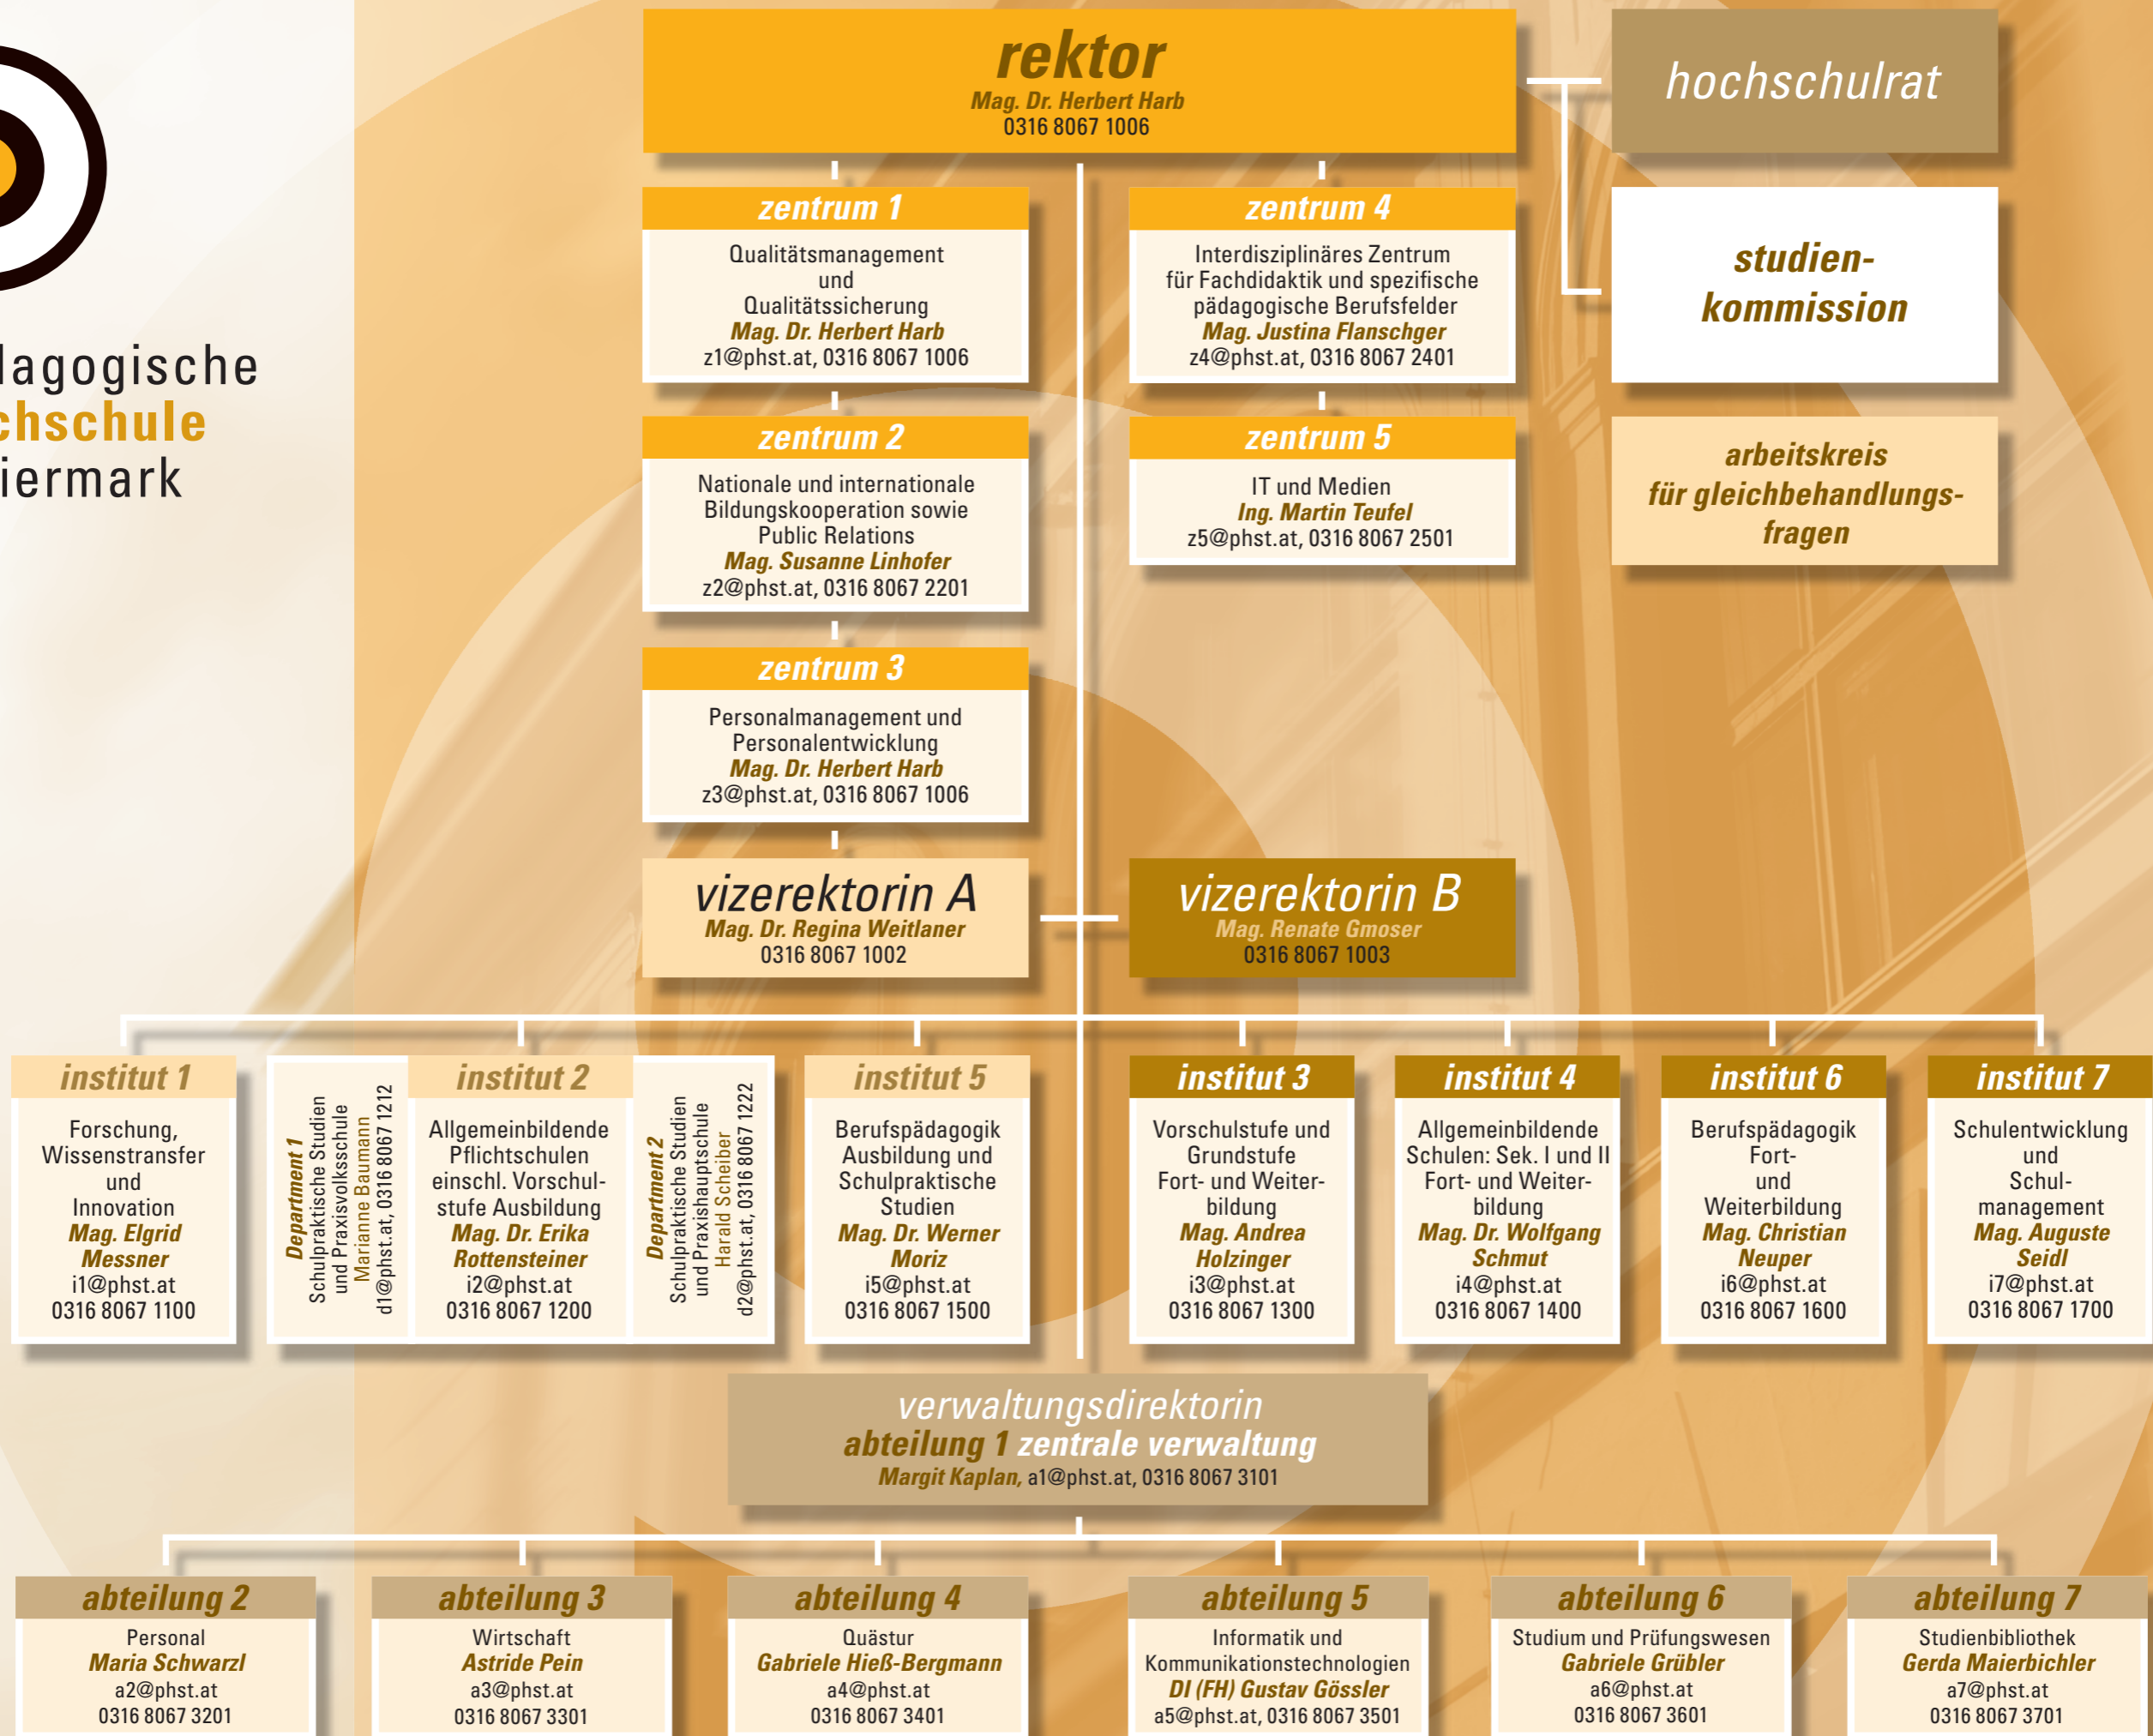 rektor
Mag. Dr. Herbert Harb
0316 8067 1006
hochschulrat
studien-
kommission
arbeitskreis
für gleichbehandlungs-
fragen
lagogische
chschule
iermark
zentrum 1
Qualitätsmanagement
und
Qualitätssicherung
Mag. Dr. Herbert Harb
z1@phst.at, 0316 8067 1006
zentrum 4
Interdisziplinäres Zentrum
für Fachdidaktik und spezifische
pädagogische Berufsfelder
Mag. Justina Flanschger
z4@phst.at, 0316 8067 2401
zentrum 2
Nationale und internationale
Bildungskooperation sowie
Public Relations
Mag. Susanne Linhofer
z2@phst.at, 0316 8067 2201
zentrum 5
IT und Medien
Ing. Martin Teufel
z5@phst.at, 0316 8067 2501
zentrum 3
Personalmanagement und
Personalentwicklung
Mag. Dr. Herbert Harb
z3@phst.at, 0316 8067 1006
vizerektorin A
Mag. Dr. Regina Weitlaner
0316 8067 1002
vizerektorin B
Mag. Renate Gmoser
0316 8067 1003
institut 1
Forschung,
Wissenstransfer
und
Innovation
Mag. Elgrid
Messner
i1@phst.at
0316 8067 1100
Department 1
Schulpraktische Studien
und Praxisvolksschule
Marianne Baumann
d1@phst.at, 0316 8067 1212
institut 2
Allgemeinbildende
Pflichtschulen
einschl. Vorschul-
stufe Ausbildung
Mag. Dr. Erika
Rottensteiner
i2@phst.at
0316 8067 1200
Department 2
Schulpraktische Studien
und Praxishauptschule
Harald Scheiber
d2@phst.at, 0316 8067 1222
institut 5
Berufspädagogik
Ausbildung und
Schulpraktische
Studien
Mag. Dr. Werner
Moriz
i5@phst.at
0316 8067 1500
institut 3
Vorschulstufe und
Grundstufe
Fort- und Weiter-
bildung
Mag. Andrea
Holzinger
i3@phst.at
0316 8067 1300
institut 4
Allgemeinbildende
Schulen: Sek. I und II
Fort- und Weiter-
bildung
Mag. Dr. Wolfgang
Schmut
i4@phst.at
0316 8067 1400
institut 6
Berufspädagogik
Fort-
und
Weiterbildung
Mag. Christian
Neuper
i6@phst.at
0316 8067 1600
institut 7
Schulentwicklung
und
Schul-
management
Mag. Auguste
Seidl
i7@phst.at
0316 8067 1700
verwaltungsdirektorin
abteilung 1 zentrale verwaltung
Margit Kaplan, a1@phst.at, 0316 8067 3101
abteilung 2
Personal
Maria Schwarzl
a2@phst.at
0316 8067 3201
abteilung 3
Wirtschaft
Astride Pein
a3@phst.at
0316 8067 3301
abteilung 4
Quästur
Gabriele Hieß-Bergmann
a4@phst.at
0316 8067 3401
abteilung 5
Informatik und
Kommunikationstechnologien
DI (FH) Gustav Gössler
a5@phst.at, 0316 8067 3501
abteilung 6
Studium und Prüfungswesen
Gabriele Grübler
a6@phst.at
0316 8067 3601
abteilung 7
Studienbibliothek
Gerda Maierbichler
a7@phst.at
0316 8067 3701